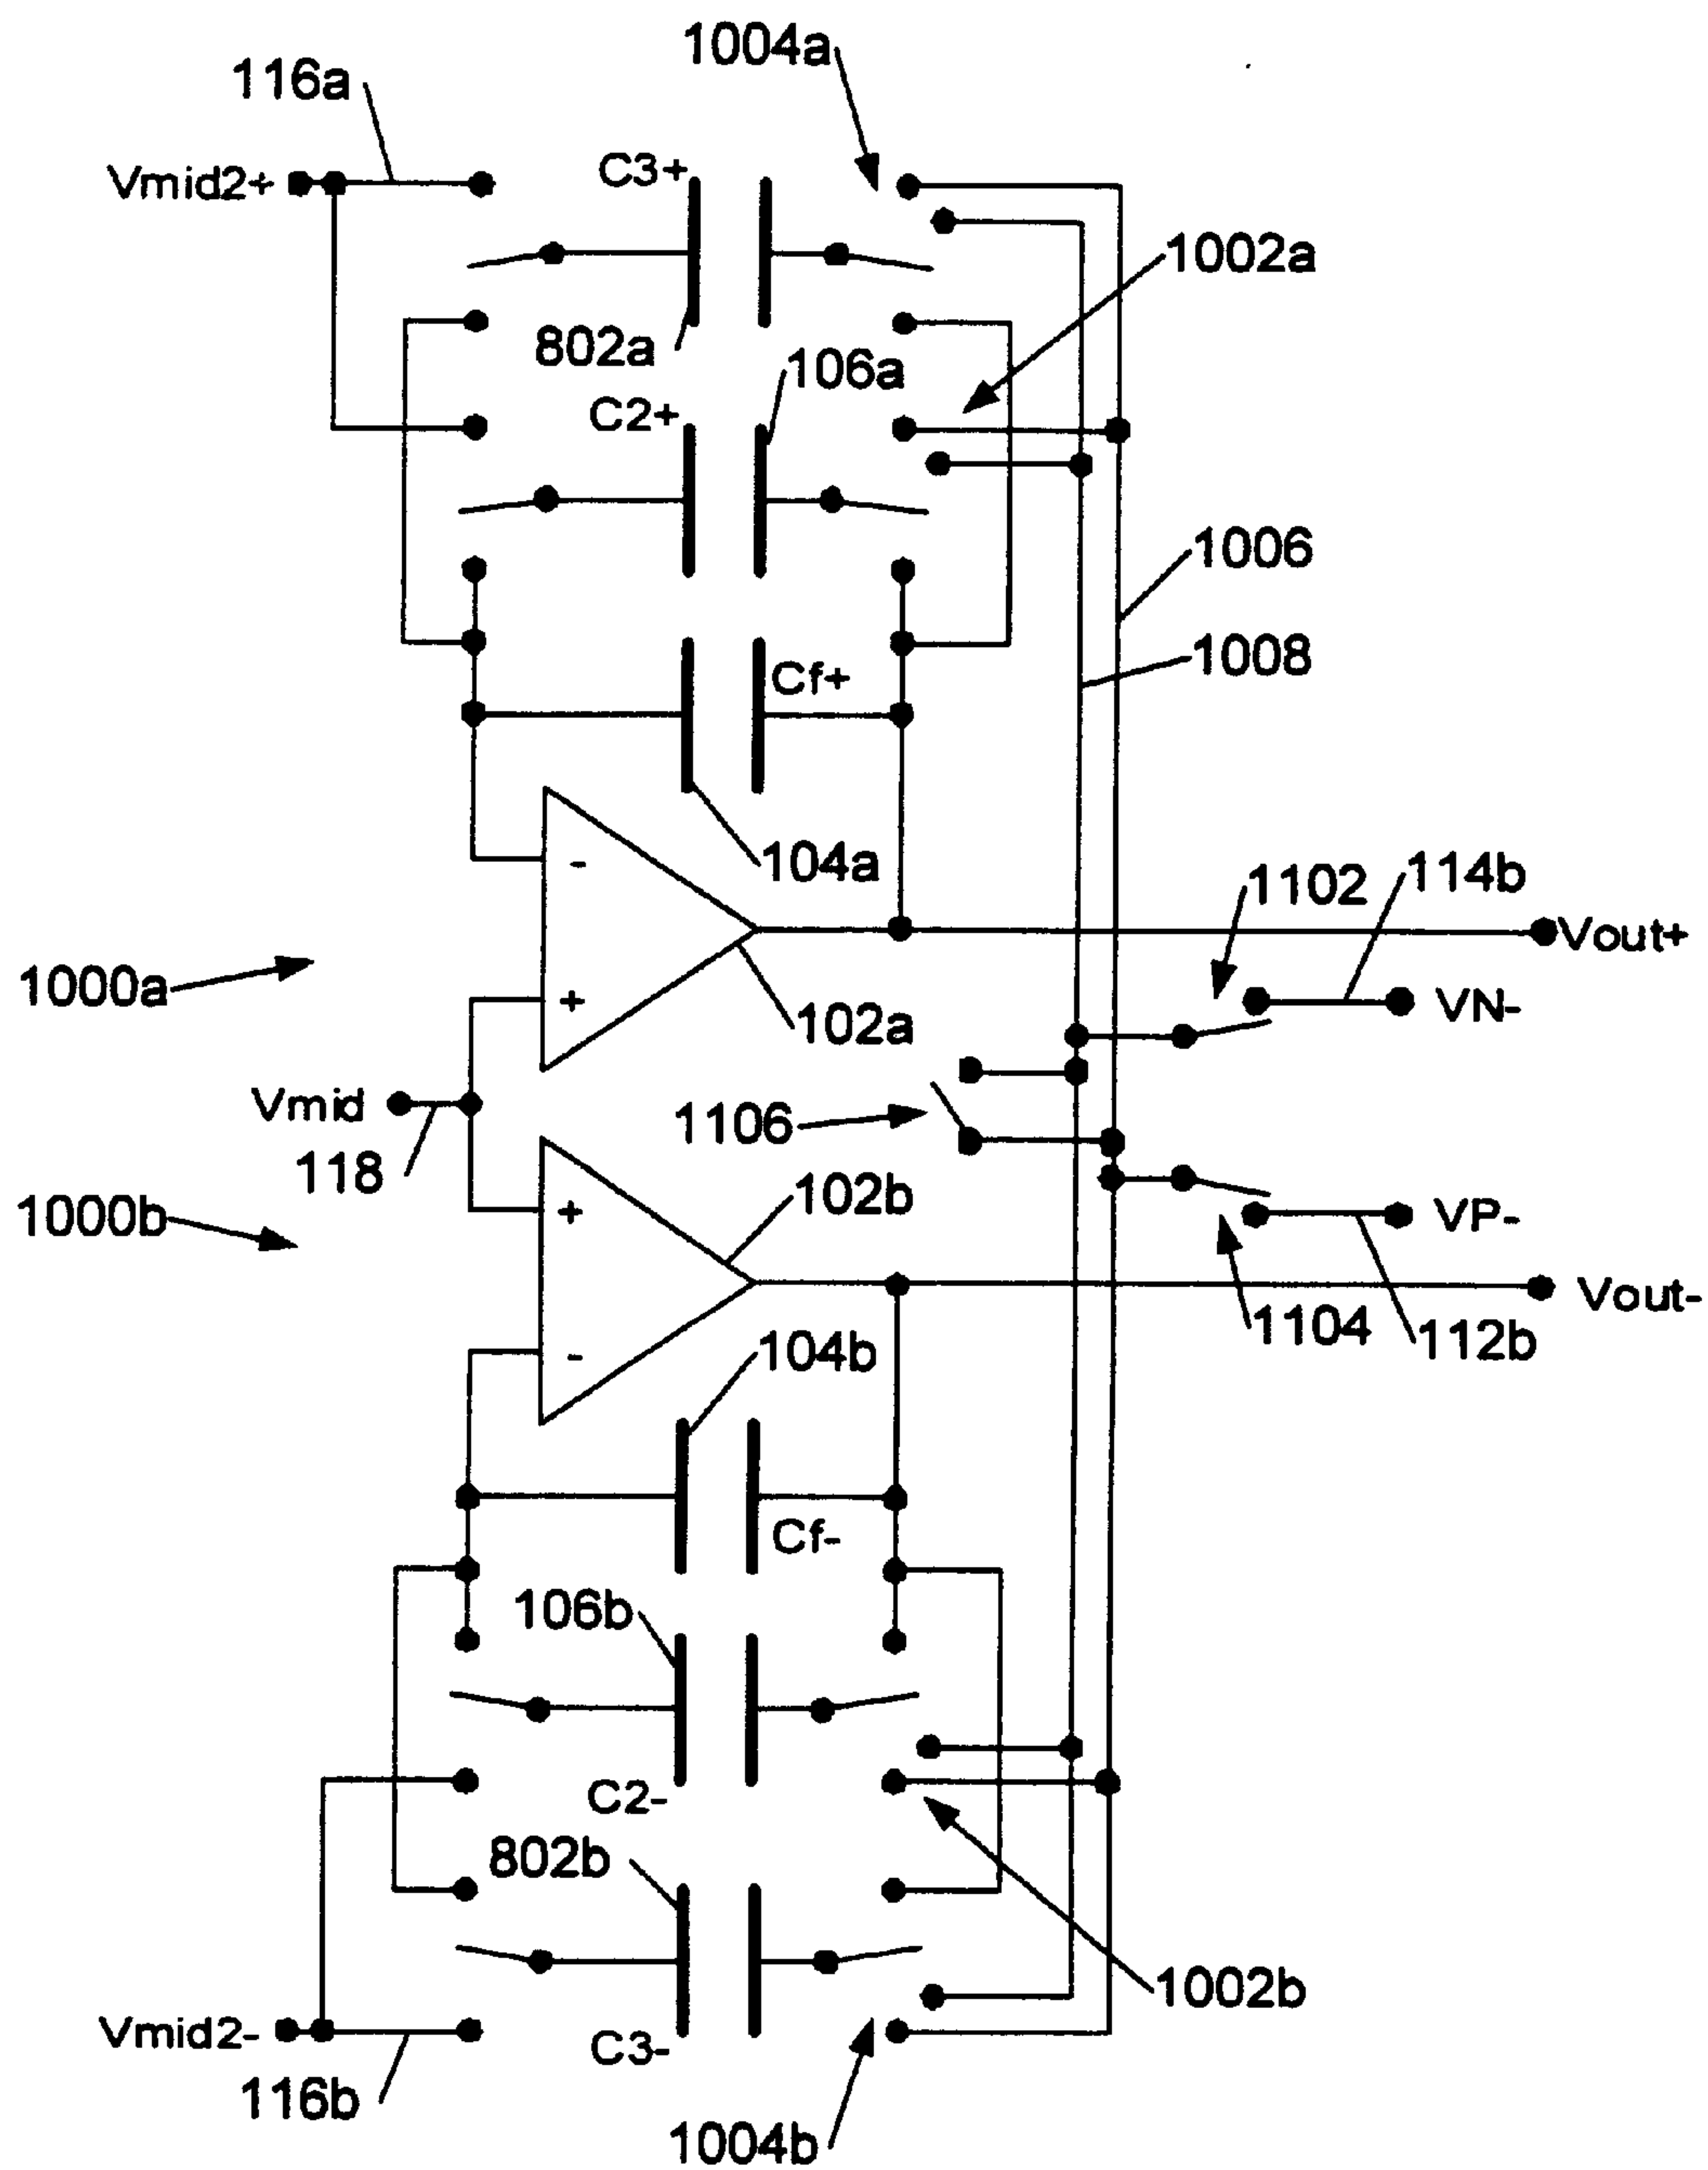 1004a
116a
Vmid2+
C3+
1002a
802a
106a
C2+
1006
1008
Cf+
104a
1102
114b
-
Vout+
1000a
+
VN-
102a
Vmid
1106
118
102b
1000b
+
VP-
Vout-
1104
112b
-
104b
Cf-
106b
C2-
802b
1002b
Vmid2-
C3-
116b
1004b